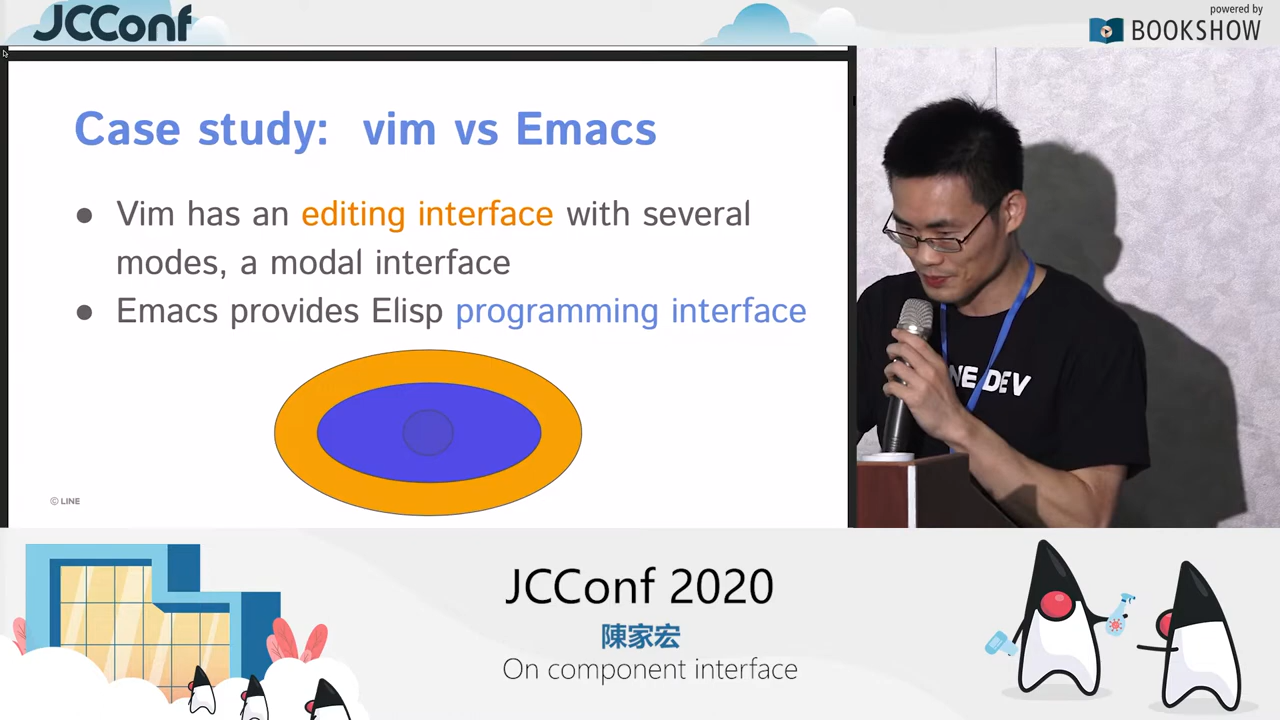 JCConf
powered by
BOOKSHOW
Case study: vim vs Emacs
● Vim has an editing interface with several
modes, a modal interface
● Emacs provides Elisp programming interface
© LINE
NE DEV
JCConf 2020
陳家宏
On component interface